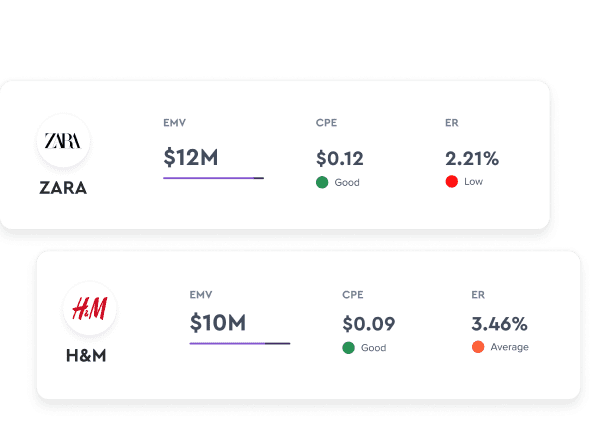 EMV CPE ER
ZARA
$12M $0.12 2.21%
Good Low
ZARA
EMV CPE ER
H&M
$10M $0.09 3.46%
Good Average
H&M